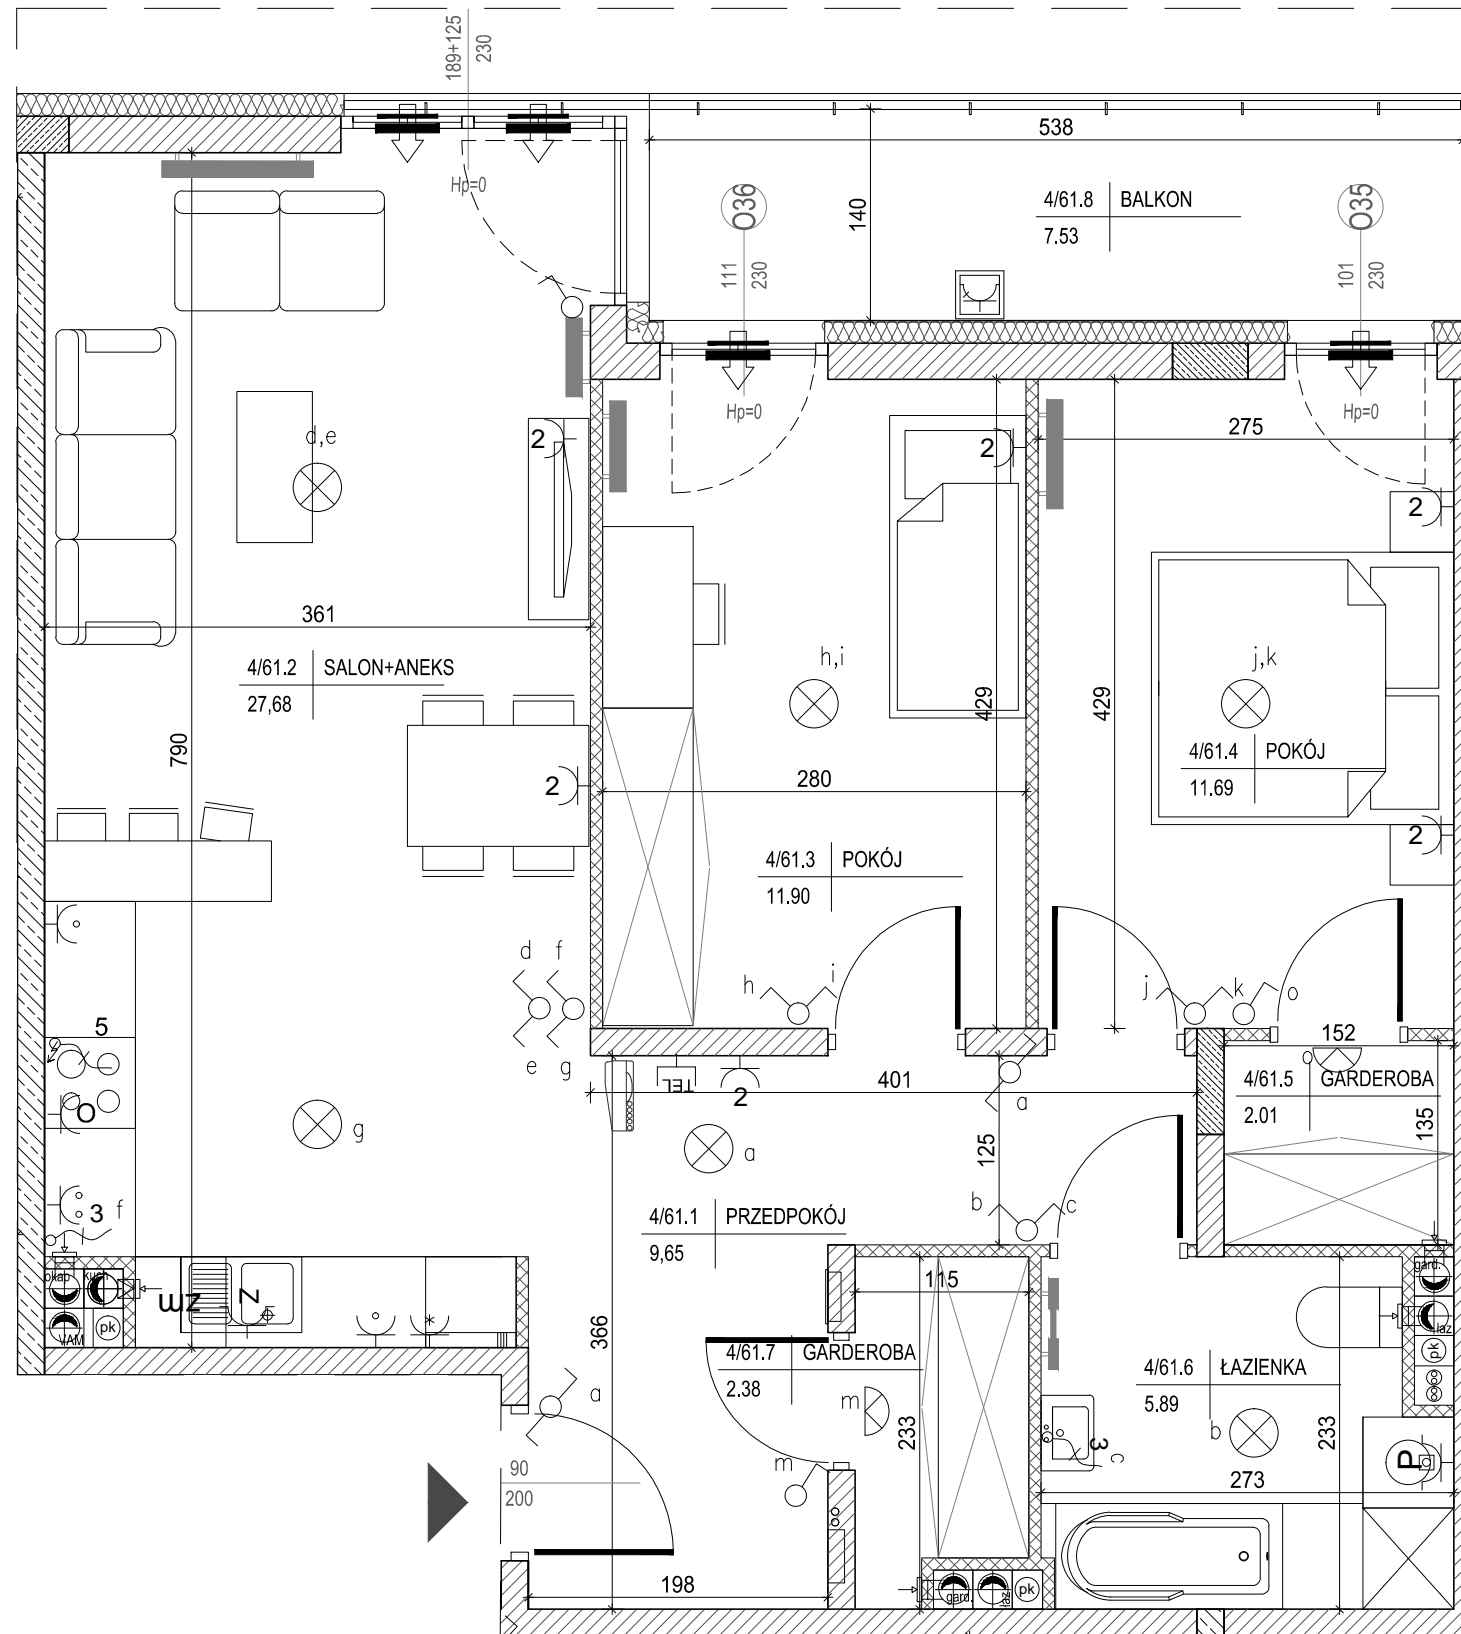 189+125
230
538
Hp=0
140
O36
111
230
Hp=0
4/61.8 BALKON
7.53
O35
101
230
Hp=0
275
2
2
2
d,e
361
4/61.2 SALON+ANEKS
27,68
790
h,i
429
429
j,k
4/61.4 POKÓJ
11.69
280
2
2
4/61.3 POKÓJ
11.90
d f
e g
h i
j k o
5
O
g
3 f
TEL
2
401
a
152
o
4/61.5 GARDEROBA
2.01
135
125
a
b c
4/61.1 PRZEDPOKÓJ
9,65
okap
kuch
WAM
pk
zm
Z
366
115
gard.
łaz
pk
4/61.7 GARDEROBA
2.38
4/61.6 ŁAZIENKA
5.89
a
m
233
b
233
3
c
P
90
200
m
273
198
gard.
łaz
pk